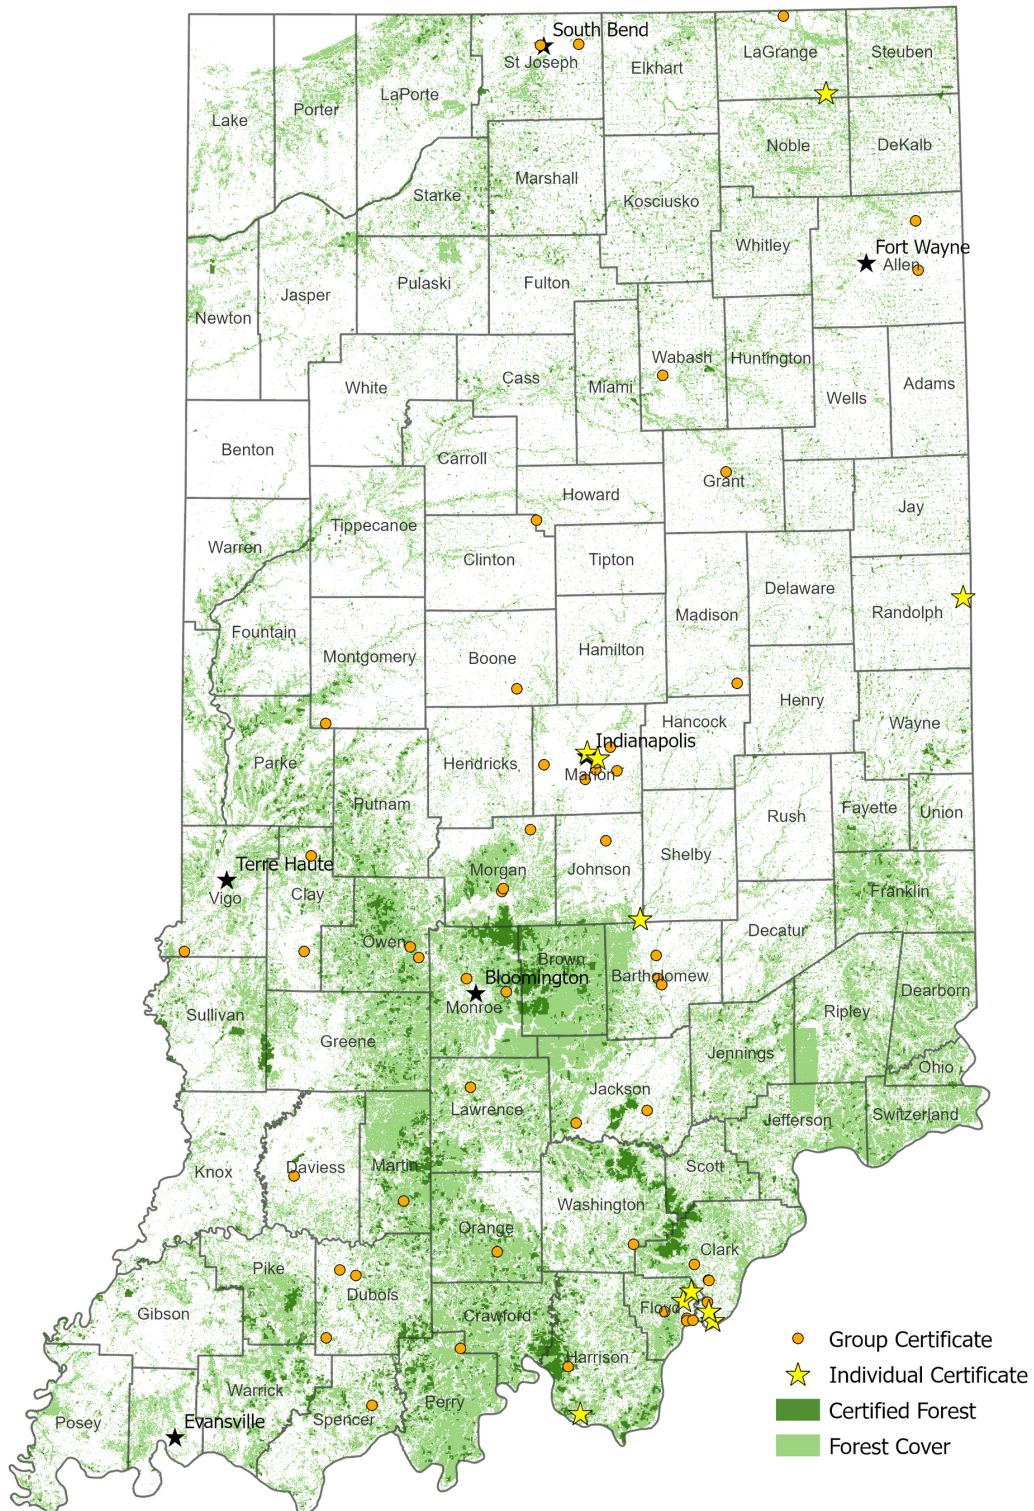 South Bend
St Joseph
LaGrange
Steuben
Elkhart
LaPorte
Porter
Lake
Noble
DeKalb
Marshall
Starke
Kosciusko
Whitley
Fort Wayne
Allen
Pulaski
Fulton
Jasper
Newton
Wabash
Huntington
White
Cass
Miami
Wells
Adams
Benton
Carroll
Grant
Howard
Jay
Tippecanoe
Warren
Clinton
Tipton
Delaware
Randolph
Madison
Fountain
Montgomery
Boone
Hamilton
Henry
Hancock
Wayne
Indianapolis
Parke
Hendricks
Marion
Putnam
Rush
Fayette
Union
Shelby
Terre Haute
Morgan
Johnson
Vigo
Clay
Franklin
Owen
Decatur
Brown
Bloomington
Bartholomew
Monroe
Dearborn
Sullivan
Ripley
Greene
Jennings
Ohio
Jackson
Lawrence
Switzerland
Jefferson
Knox
Daviess
Martin
Scott
Washington
Orange
Clark
Pike
Dubois
Gibson
Crawford
Floyd
Harrison
Warrick
Perry
Posey
Evansville
Spencer
Group Certificate
Individual Certificate
Certified Forest
Forest Cover